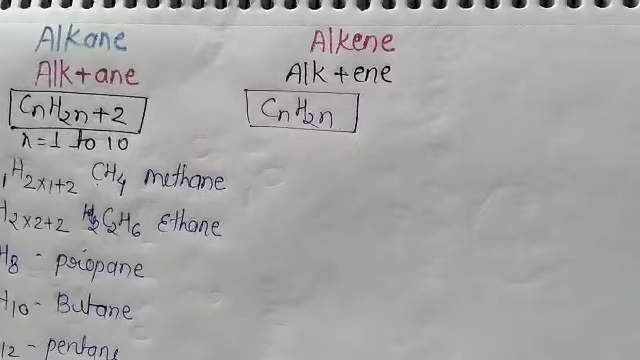 Alkane
Alk+ane
CnH2n+2
n=1 to 10
H2x1+2 CH4 methane
H2x2+2 C2H6 Ethane
H8 - propane
H10 - Butane
12 - pentane
Alkene
Alk+ene
CnH2n